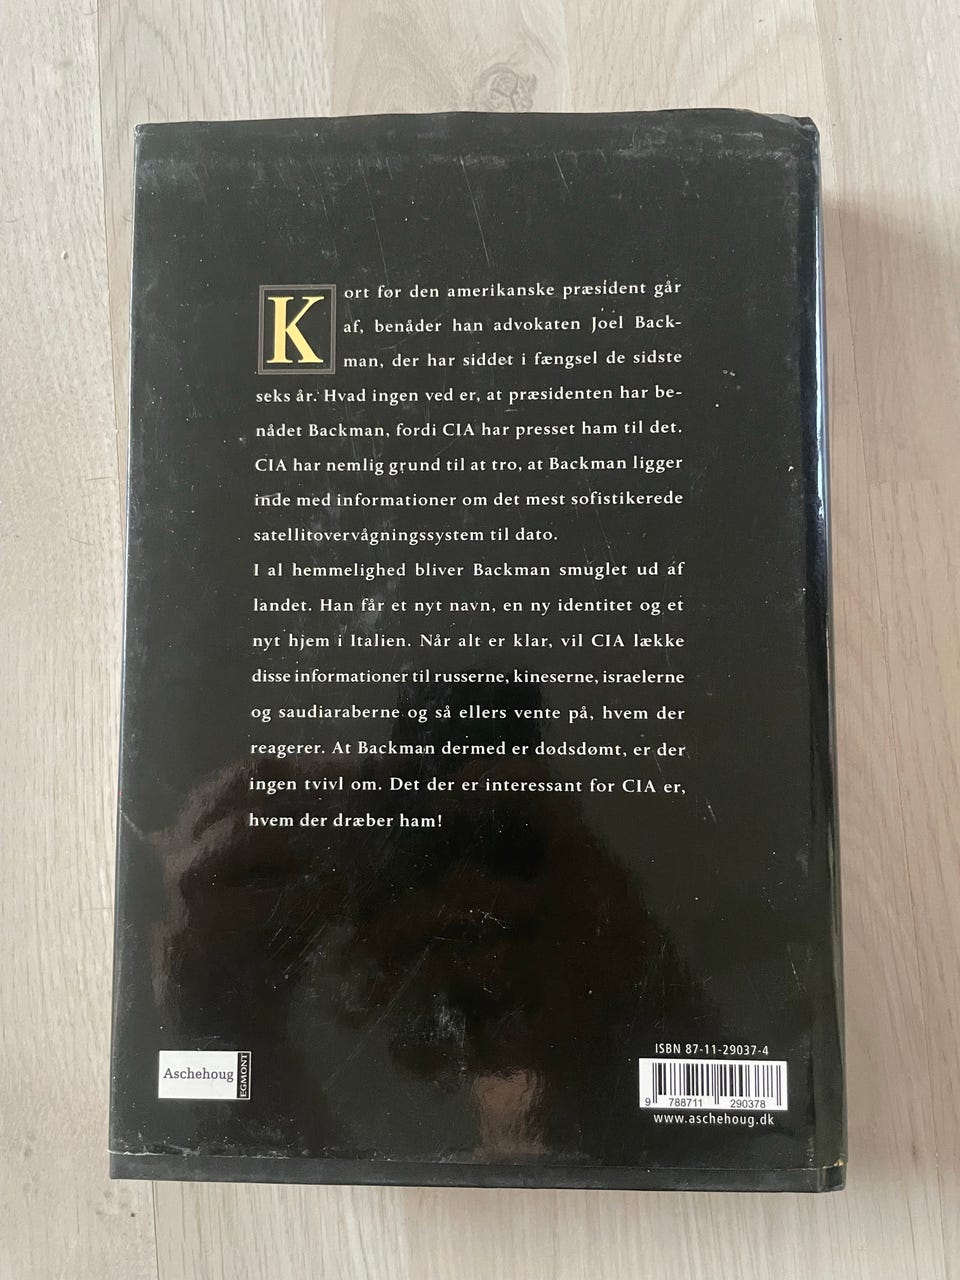 Kort før den amerikanske præsident går
af, benåder han advokaten Joel Back-
man, der har siddet i fængsel de sidste
seks år. Hvad ingen ved er, at præsidenten har be-
nådet Backman, fordi CIA har presset ham til det.
CIA har nemlig grund til at tro, at Backman ligger
inde med informationer om det mest sofistikerede
satellitovervågningssystem til dato.
I al hemmelighed bliver Backman smuglet ud af
landet. Han får et nyt navn, en ny identitet og et
nyt hjem i Italien. Når alt er klar, vil CIA lække
disse informationer til russerne, kineserne, israelerne
og saudiaraberne og så ellers vente på, hvem der
reagerer. At Backman dermed er dødsdømt, er der
ingen tvivl om. Det der er interessant for CIA er,
hvem der dræber ham!
Aschehoug
EGMONT
ISBN 87-11-29037-4
9 788711 290378
www.aschehoug.dk